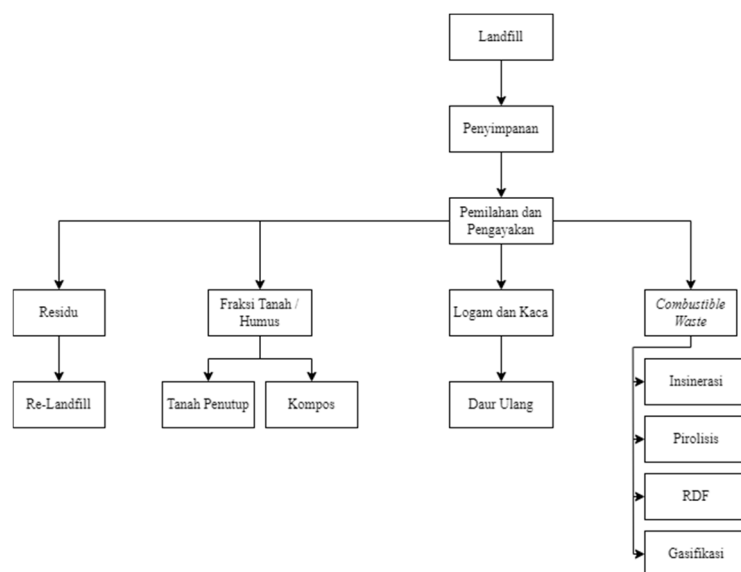 Landfill
Penyimpanan
Pemilahan dan
Pengayakan
Residu
Fraksi Tanah /
Humus
Logam dan Kaca
Combustible
Waste
Re-Landfill
Tanah Penutup
Kompos
Daur Ulang
Insinerasi
Pirolisis
RDF
Gasifikasi